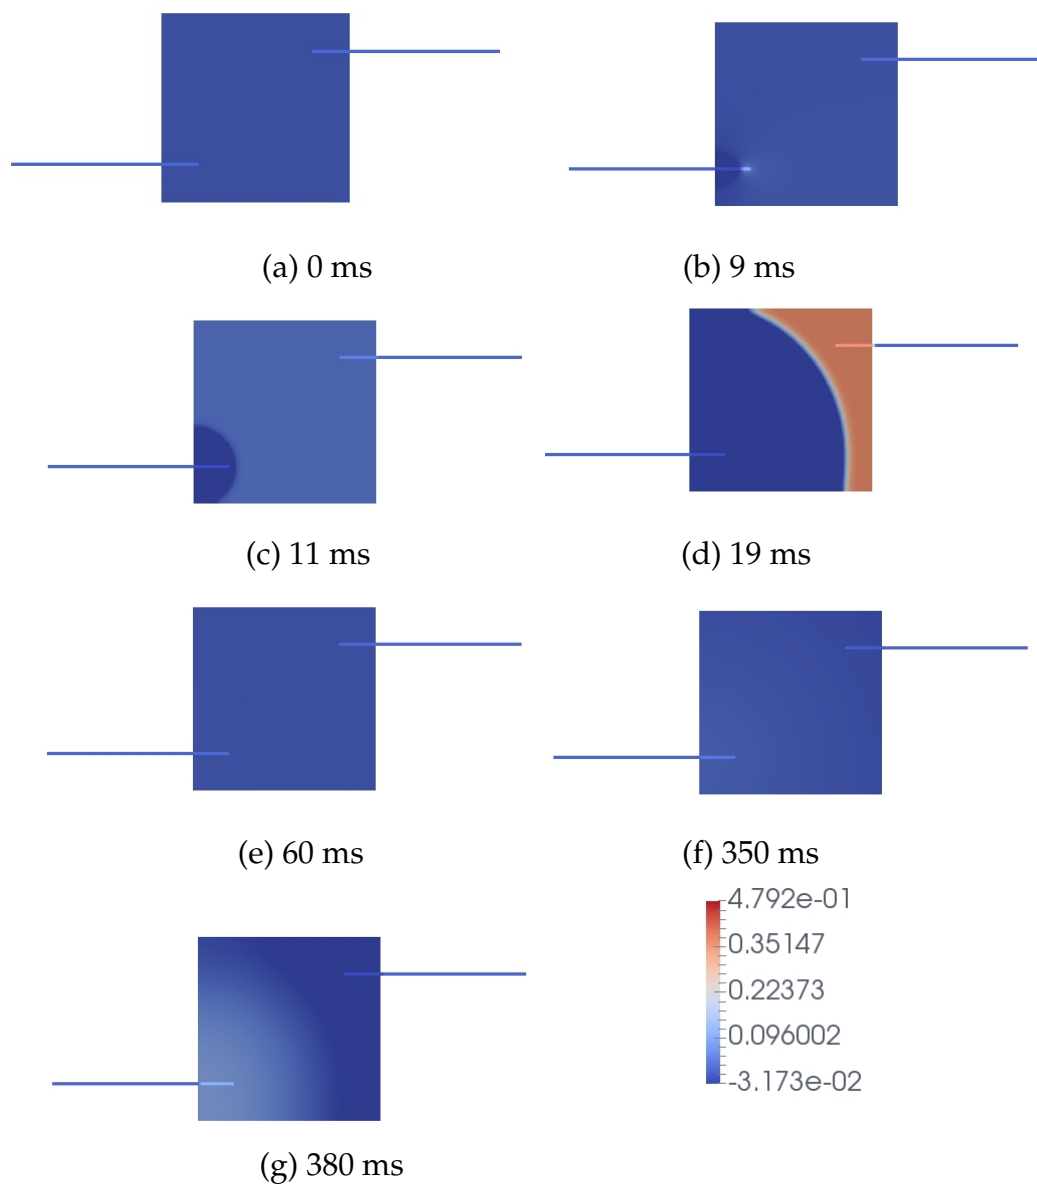 (a) 0 ms
(b) 9 ms
(c) 11 ms
(d) 19 ms
(e) 60 ms
(f) 350 ms
4.792e-01
0.35147
0.22373
0.096002
-3.173e-02
(g) 380 ms